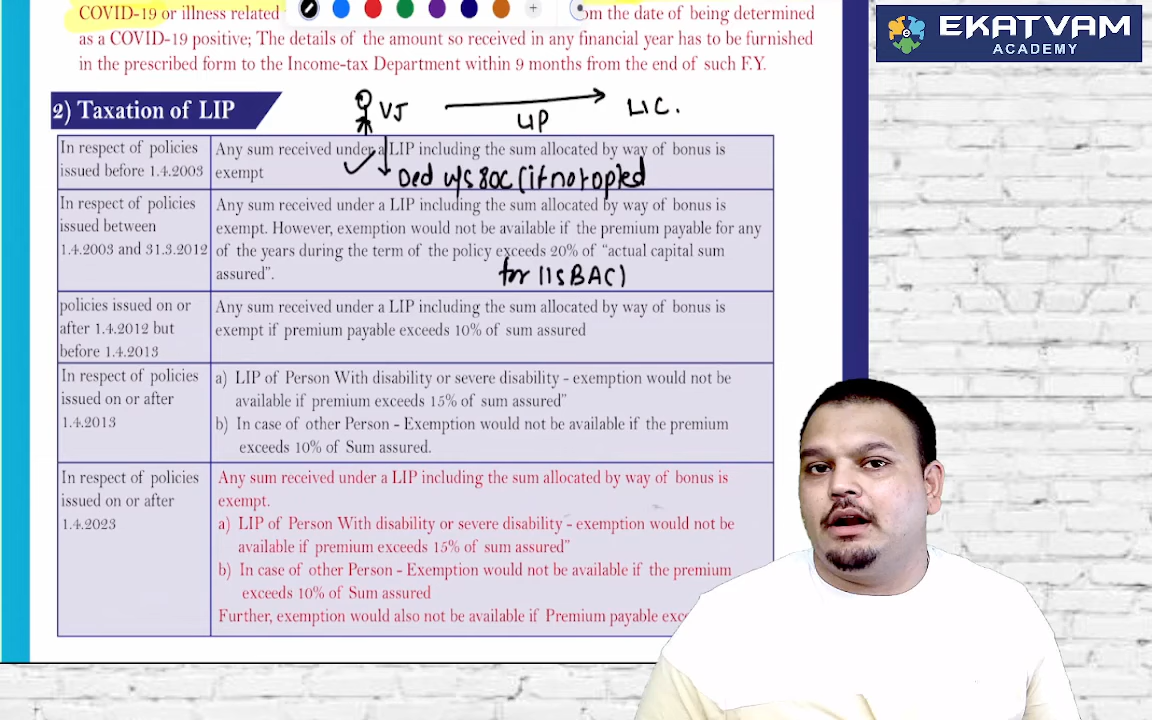 COVID-19 or illness related
om the date of being determined
EKATVAM
ACADEMY
as a COVID-19 positive; The details of the amount so received in any financial year has to be furnished
in the prescribed form to the Income-tax Department within 9 months from the end of such F.Y.
2) Taxation of LIP
VJ
LIP
LIC.
In respect of policies
issued before 1.4.2003
Any sum received under a LIP including the sum allocated by way of bonus is
exempt
Ded u/s 80C (if not opted
for 115BAC)
In respect of policies
issued between
1.4.2003 and 31.3.2012
Any sum received under a LIP including the sum allocated by way of bonus is
exempt. However, exemption would not be available if the premium payable for any
of the years during the term of the policy exceeds 20% of “actual capital sum
assured”.
policies issued on or
after 1.4.2012 but
before 1.4.2013
Any sum received under a LIP including the sum allocated by way of bonus is
exempt if premium payable exceeds 10% of sum assured
In respect of policies
issued on or after
1.4.2013
a) LIP of Person With disability or severe disability - exemption would not be
available if premium exceeds 15% of sum assured”
b) In case of other Person - Exemption would not be available if the premium
exceeds 10% of Sum assured.
In respect of policies
issued on or after
1.4.2023
Any sum received under a LIP including the sum allocated by way of bonus is
exempt.
a) LIP of Person With disability or severe disability - exemption would not be
available if premium exceeds 15% of sum assured”
b) In case of other Person - Exemption would not be available if the premium
exceeds 10% of Sum assured
Further, exemption would also not be available if Premium payable exc